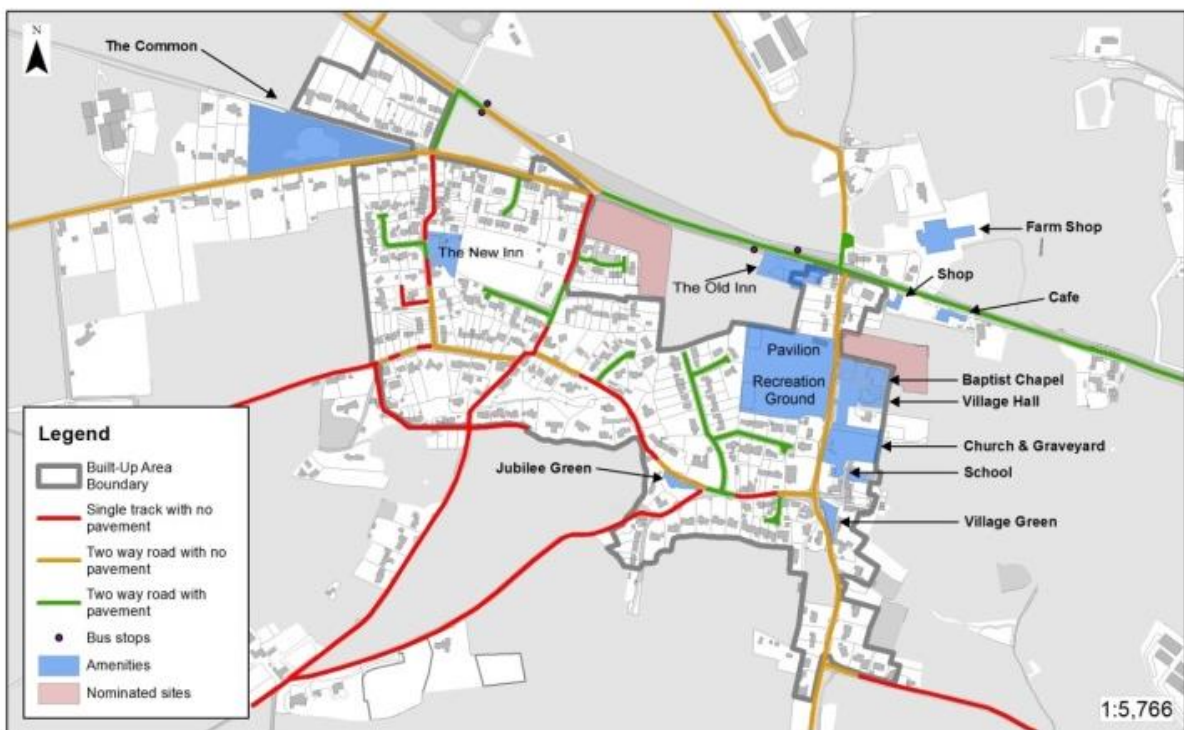 N
The Common
The New Inn
The Old Inn
Farm Shop
Shop
Cafe
Pavilion
Recreation
Ground
Baptist Chapel
Village Hall
Church & Graveyard
School
Jubilee Green
Village Green
Legend
Built-Up Area
Boundary
Single track with no
pavement
Two way road with no
pavement
Two way road with
pavement
Bus stops
Amenities
Nominated sites
1:5,766